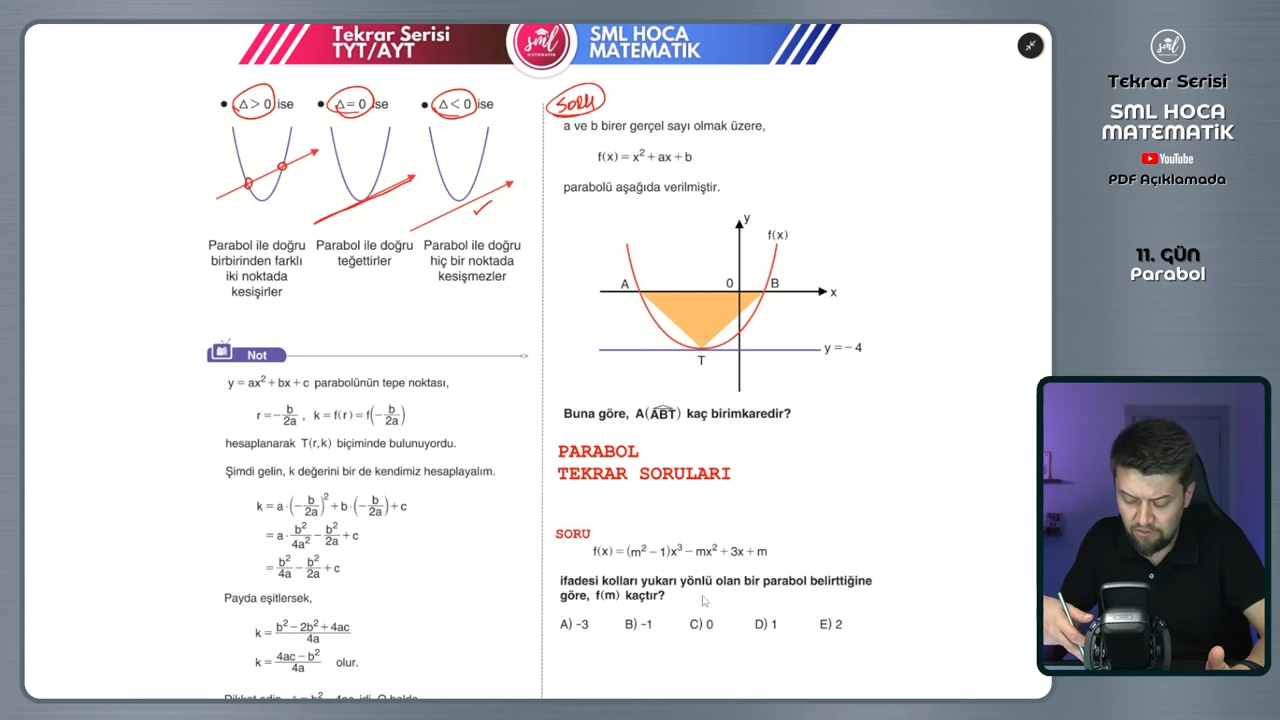 Tekrar Serisi
TYT/AYT
sml
MATEMATİK
SML HOCA
MATEMATİK
• Δ > 0 ise
• Δ = 0 ise
• Δ < 0 ise
Parabol ile doğru
birbirinden farklı
iki noktada
kesişirler
Parabol ile doğru
teğettirler
Parabol ile doğru
hiç bir noktada
kesişmezler
Not
y = ax² + bx + c parabolünün tepe noktası,
r = −b/2a , k = f(r) = f(−b/2a)
hesaplanarak T(r,k) biçiminde bulunuyordu.
Şimdi gelin, k değerini bir de kendimiz hesaplayalım.
k = a · (−b/2a)² + b · (−b/2a) + c
= a · b²/4a² − b²/2a + c
= b²/4a − b²/2a + c
Payda eşitlersek,
k = (b² − 2b² + 4ac)/4a
k = (4ac − b²)/4a olur.
SORU
a ve b birer gerçel sayı olmak üzere,
f(x) = x² + ax + b
parabolü aşağıda verilmiştir.
y
f(x)
A
0
B
x
T
y = −4
Buna göre, A(ABT) kaç birimkaredir?
PARABOL
TEKRAR SORULARI
SORU
f(x) = (m² − 1)x³ − mx² + 3x + m
ifadesi kolları yukarı yönlü olan bir parabol belirttiğine
göre, f(m) kaçtır?
A) -3 B) -1 C) 0 D) 1 E) 2
sml
Tekrar Serisi
SML HOCA
MATEMATİK
YouTube
PDF Açıklamada
11. GÜN
Parabol